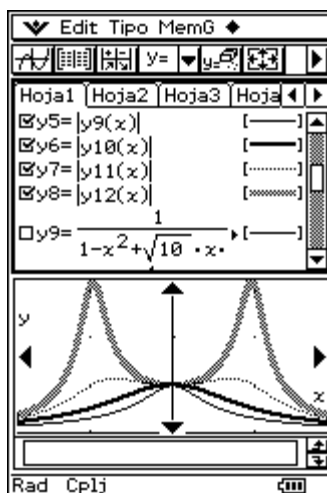 Edit Tipo MemG
y=
Hoja1 Hoja2 Hoja3 Hoja
y5=|y9(x)| [—]
y6=|y10(x)| [—]
y7=|y11(x)| [┈]
y8=|y12(x)| [—]
y9=1/(1-x²+√10·x· [—]
y
x
Rad Cplj